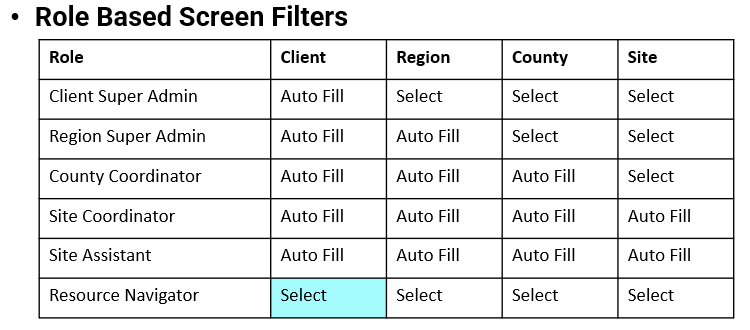 • Role Based Screen Filters
Role Client Region County Site
Client Super Admin Auto Fill Select Select Select
Region Super Admin Auto Fill Auto Fill Select Select
County Coordinator Auto Fill Auto Fill Auto Fill Select
Site Coordinator Auto Fill Auto Fill Auto Fill Auto Fill
Site Assistant Auto Fill Auto Fill Auto Fill Auto Fill
Resource Navigator Select Select Select Select